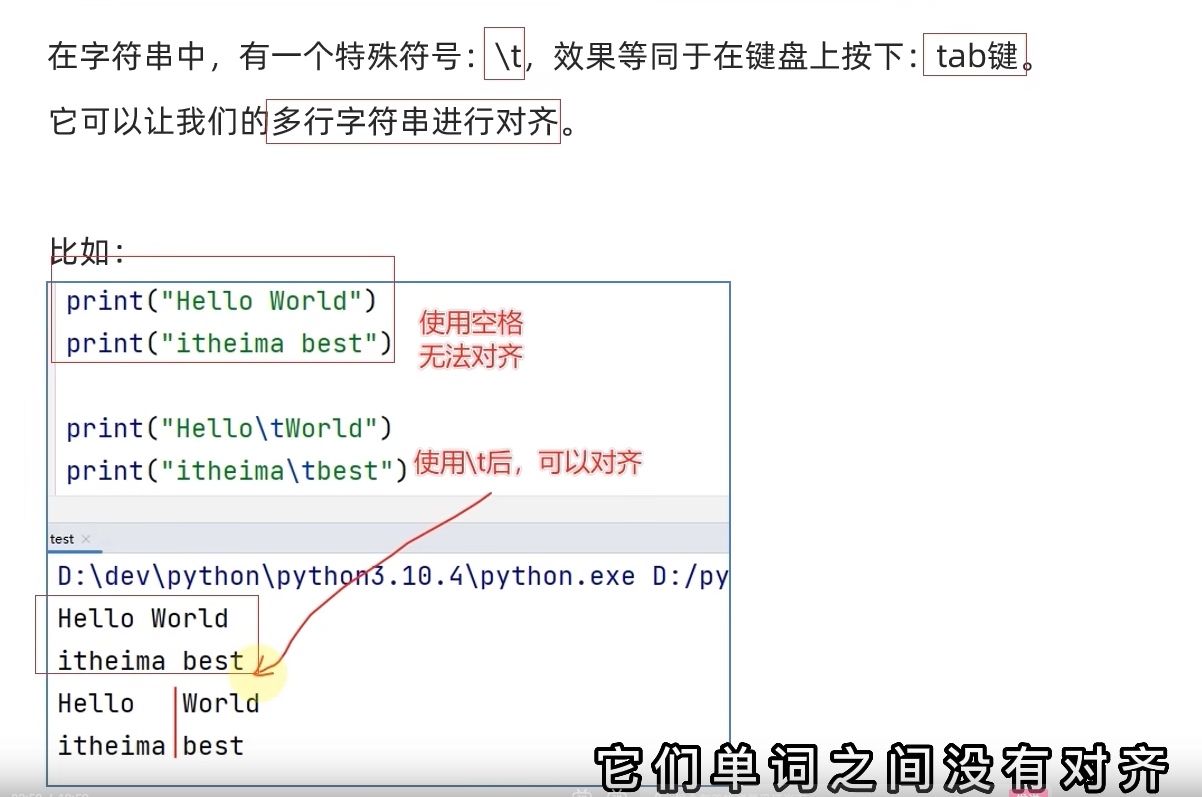 在字符串中，有一个特殊符号：\t，效果等同于在键盘上按下：tab键。
它可以让我们的多行字符串进行对齐。
比如：
print("Hello World")
print("itheima best")
使用空格
无法对齐
print("Hello\tWorld")
print("itheima\tbest")
使用\t后，可以对齐
test ×
D:\dev\python\python3.10.4\python.exe D:/py
Hello World
itheima best
Hello World
itheima best
它们单词之间没有对齐